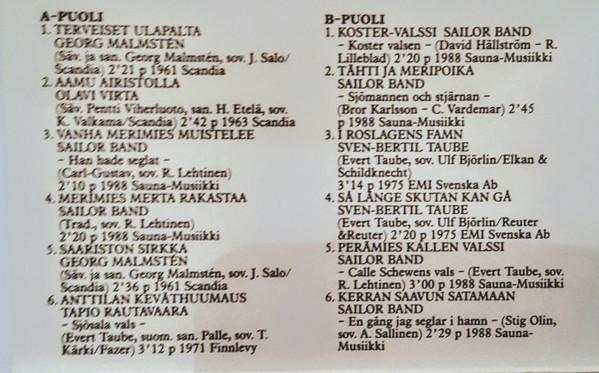 A-PUOLI
1. TERVEISET ULAPALTA
GEORG MALMSTÉN
(Säv. ja san. Georg Malmstén, sov. J. Salo/
Scandia) 2'21 p 1961 Scandia
2. AAMU AIRISTOLLA
OLAVI VIRTA
(Säv. Pentti Viherluoto, san. H. Etelä, sov.
K. Valkama/Scandia) 2'42 p 1963 Scandia
3. VANHA MERIMIES MUISTELEE
SAILOR BAND
– Han hade seglat –
(Carl-Gustav, sov. R. Lehtinen)
2'10 p 1988 Sauna-Musiikki
4. MERIMIES MERTA RAKASTAA
SAILOR BAND
(Trad., sov. R. Lehtinen)
2'20 p 1988 Sauna-Musiikki
5. SAARISTON SIRKKA
GEORG MALMSTÉN
(Säv. ja san. Georg Malmstén, sov. J. Salo/
Scandia) 2'36 p 1961 Scandia
6. ANTTILAN KEVÄTHUUMAUS
TAPIO RAUTAVAARA
– Sjösala vals –
(Evert Taube, suom. san. Palle, sov. T.
Kärki/Fazer) 3'12 p 1971 Finnlevy
B-PUOLI
1. KOSTER-VALSSI SAILOR BAND
– Koster valsen – (David Hällström – R.
Lilleblad) 2'20 p 1988 Sauna-Musiikki
2. TÄHTI JA MERIPOIKA
SAILOR BAND
– Sjömannen och stjärnan –
(Bror Karlsson – C. Vardemar) 2'45
p 1988 Sauna-Musiikki
3. I ROSLAGENS FAMN
SVEN-BERTIL TAUBE
(Evert Taube, sov. Ulf Björlin/Elkan &
Schildknecht)
3'14 p 1975 EMI Svenska Ab
4. SÅ LÄNGE SKUTAN KAN GÅ
SVEN-BERTIL TAUBE
(Evert Taube, sov. Ulf Björlin/Reuter
&Reuter) 2'20 p 1975 EMI Svenska Ab
5. PERÄMIES KALLEN VALSSI
SAILOR BAND
– Calle Schewens vals – (Evert Taube, sov.
R. Lehtinen) 3'00 p 1988 Sauna-Musiikki
6. KERRAN SAAVUN SATAMAAN
SAILOR BAND
– En gång jag seglar i hamn – (Stig Olin,
sov. A. Sallinen) 2'29 p 1988 Sauna-
Musiikki